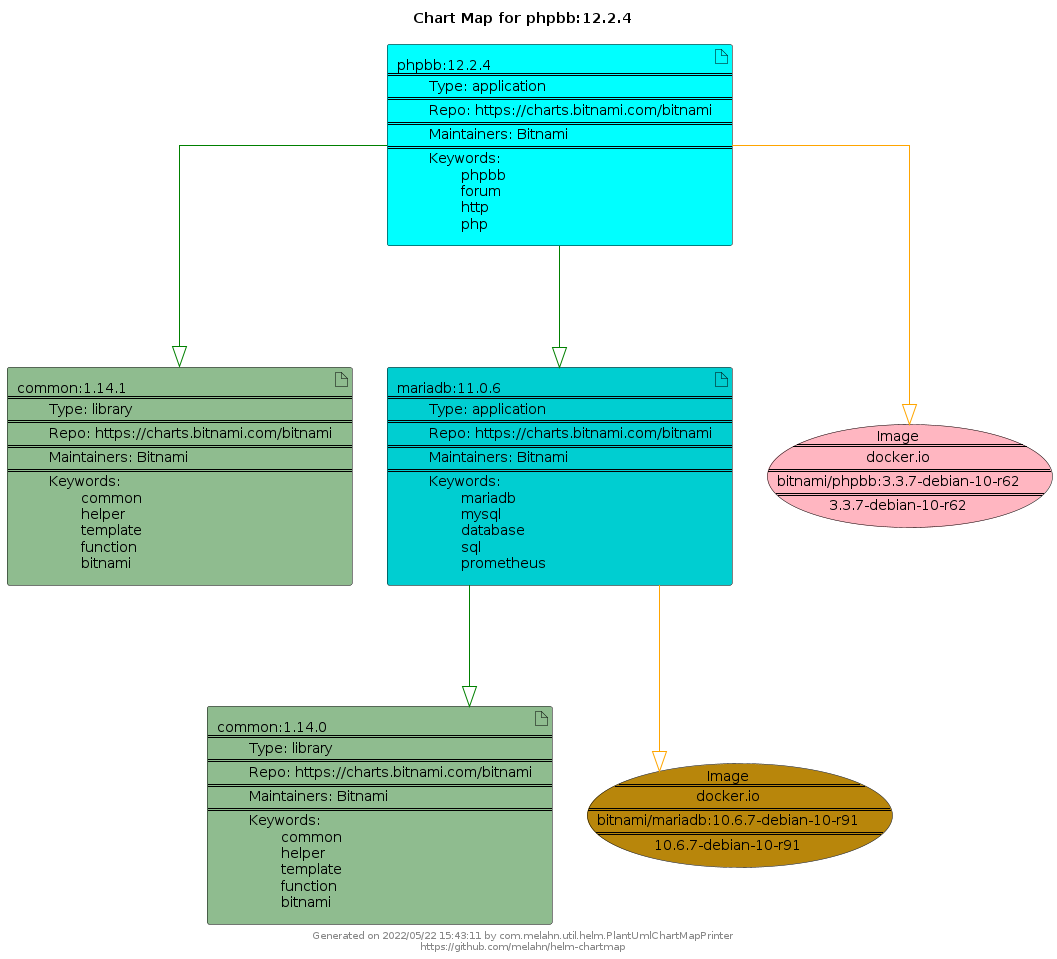 Chart Map for phpbb:12.2.4
phpbb:12.2.4
Type: application
Repo: https://charts.bitnami.com/bitnami
Maintainers: Bitnami
Keywords:
phpbb
forum
http
php
common:1.14.1
Type: library
Repo: https://charts.bitnami.com/bitnami
Maintainers: Bitnami
Keywords:
common
helper
template
function
bitnami
mariadb:11.0.6
Type: application
Repo: https://charts.bitnami.com/bitnami
Maintainers: Bitnami
Keywords:
mariadb
mysql
database
sql
prometheus
Image
docker.io
bitnami/phpbb:3.3.7-debian-10-r62
3.3.7-debian-10-r62
common:1.14.0
Type: library
Repo: https://charts.bitnami.com/bitnami
Maintainers: Bitnami
Keywords:
common
helper
template
function
bitnami
Image
docker.io
bitnami/mariadb:10.6.7-debian-10-r91
10.6.7-debian-10-r91
Generated on 2022/05/22 15:43:11 by com.melahn.util.helm.PlantUmlChartMapPrinter
https://github.com/melahn/helm-chartmap